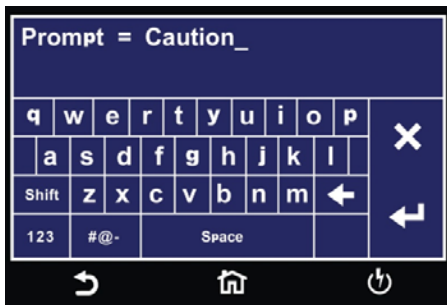 Prompt = Caution_
q w e r t y u i o p
a s d f g h j k l
Shift z x c v b n m
123 #@- Space